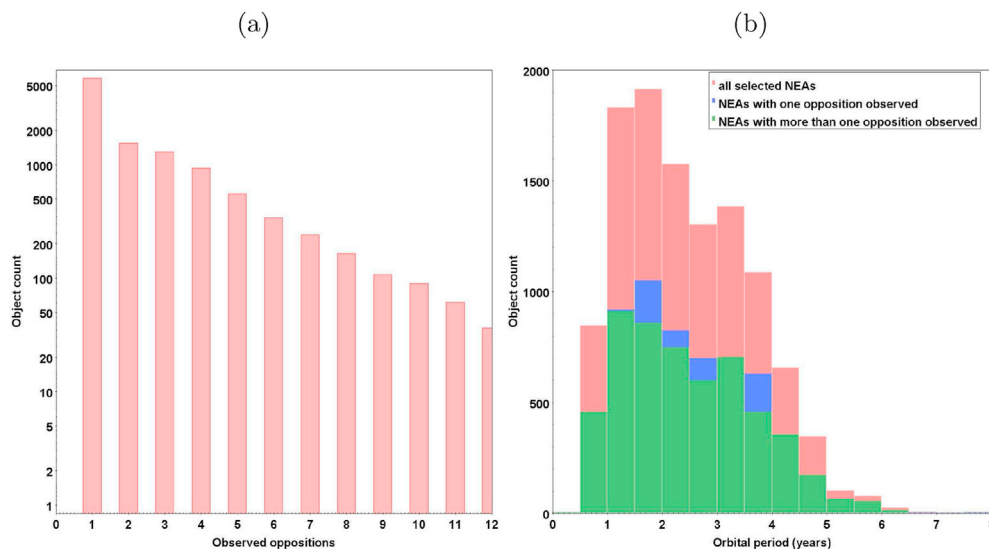 (a)
5000
2000
1000
500
200
100
50
20
10
5
2
1
Object count
0 1 2 3 4 5 6 7 8 9 10 11 12
Observed oppositions
(b)
all selected NEAs
NEAs with one opposition observed
NEAs with more than one opposition observed
2000
1500
1000
500
0
Object count
1 2 3 4 5 6 7
Orbital period (years)